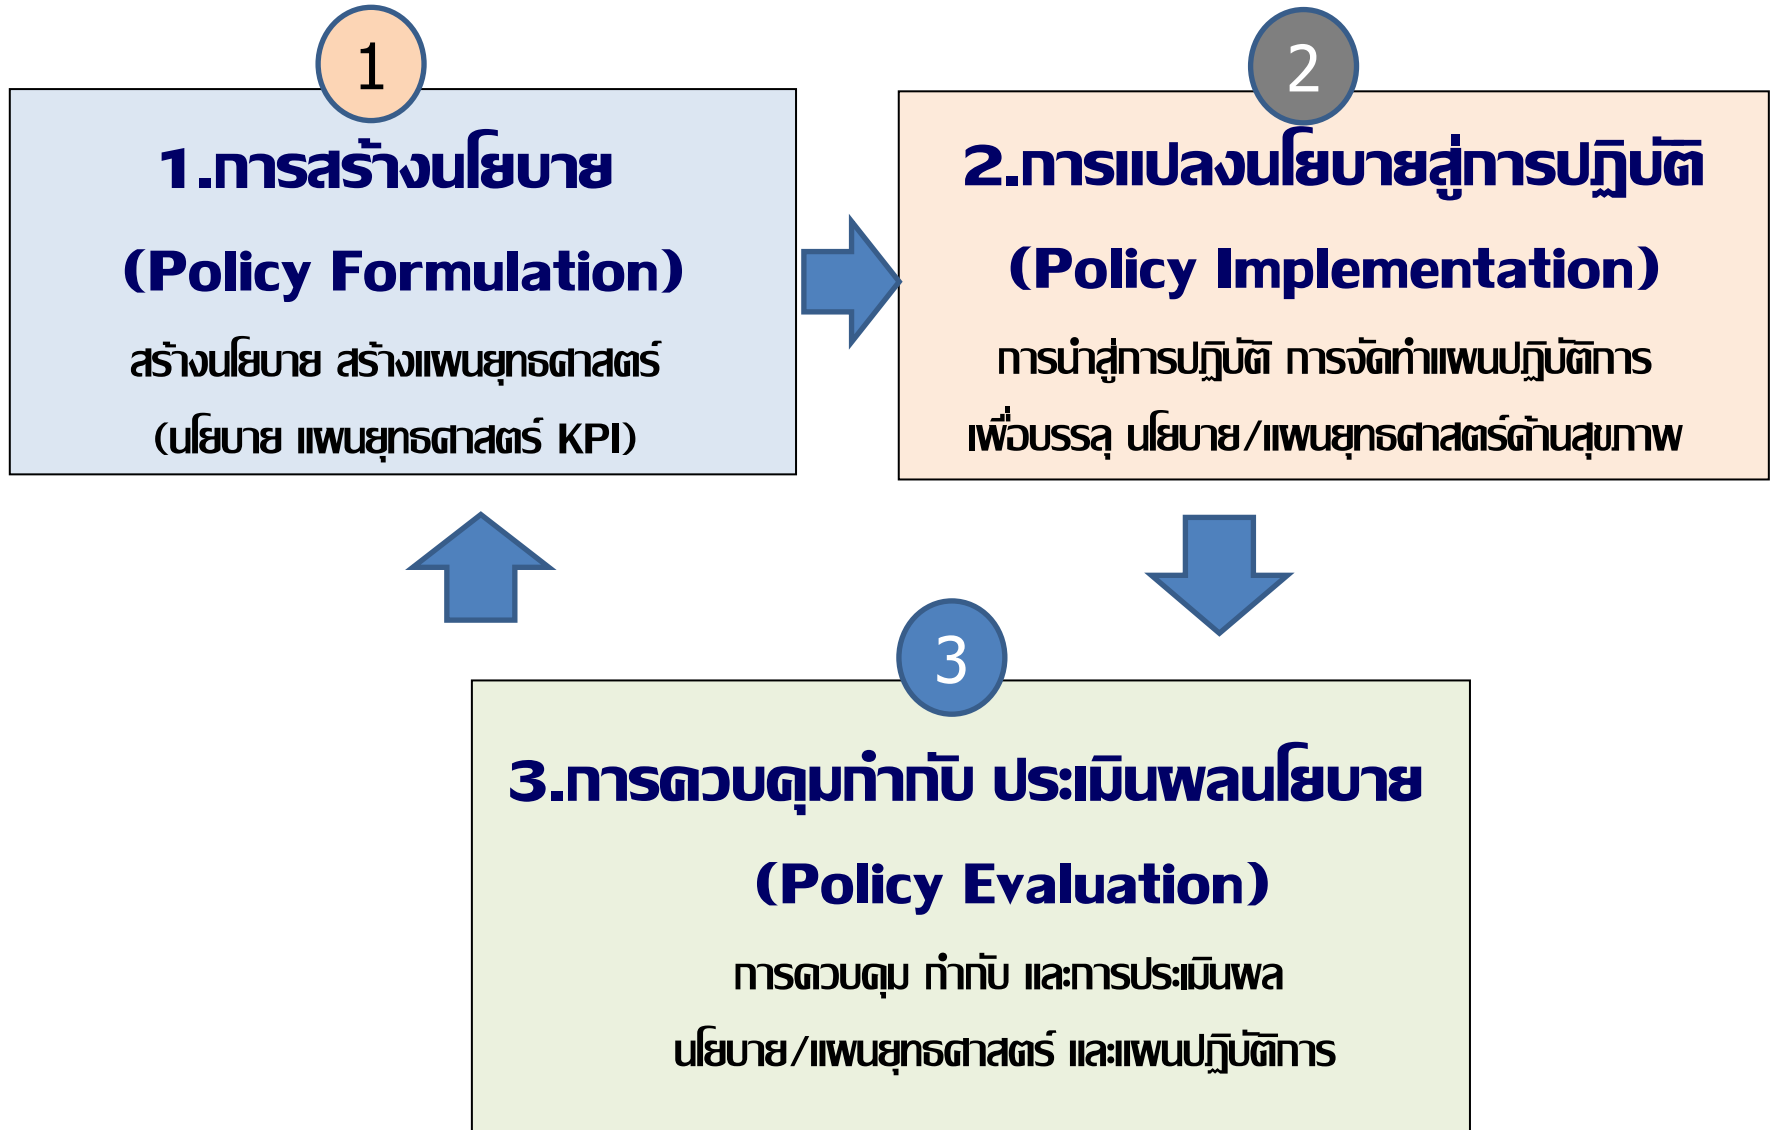 1
1.การสร้างนโยบาย
(Policy Formulation)
สร้างนโยบาย สร้างแผนยุทธศาสตร์
(นโยบาย แผนยุทธศาสตร์ KPI)
2
2.การแปลงนโยบายสู่การปฏิบัติ
(Policy Implementation)
การนำสู่การปฏิบัติ การจัดทำแผนปฏิบัติการ
เพื่อบรรลุ นโยบาย/แผนยุทธศาสตร์ด้านสุขภาพ
3
3.การควบคุมกำกับ ประเมินผลนโยบาย
(Policy Evaluation)
การควบคุม กำกับ และการประเมินผล
นโยบาย/แผนยุทธศาสตร์ และแผนปฏิบัติการ